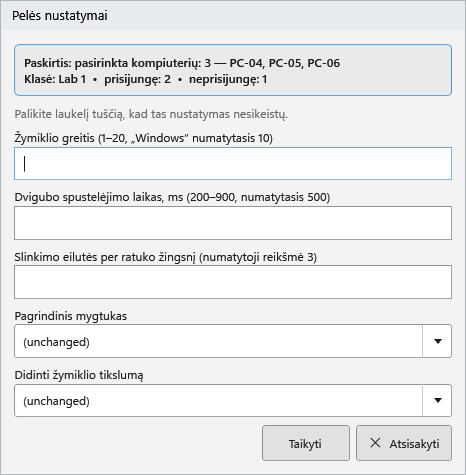 Pelės nustatymai
Paskirtis: pasirinkta kompiuterių: 3 — PC-04, PC-05, PC-06
Klasė: Lab 1 • prisijungę: 2 • neprisijungę: 1
Palikite laukelį tuščią, kad tas nustatymas nesikeistų.
Žymiklio greitis (1–20, „Windows“ numatytasis 10)
Dvigubo spustelėjimo laikas, ms (200–900, numatytasis 500)
Slinkimo eilutės per ratuko žingsnį (numatytoji reikšmė 3)
Pagrindinis mygtukas
(unchanged)
Didinti žymiklio tikslumą
(unchanged)
Taikyti
Atsisakyti